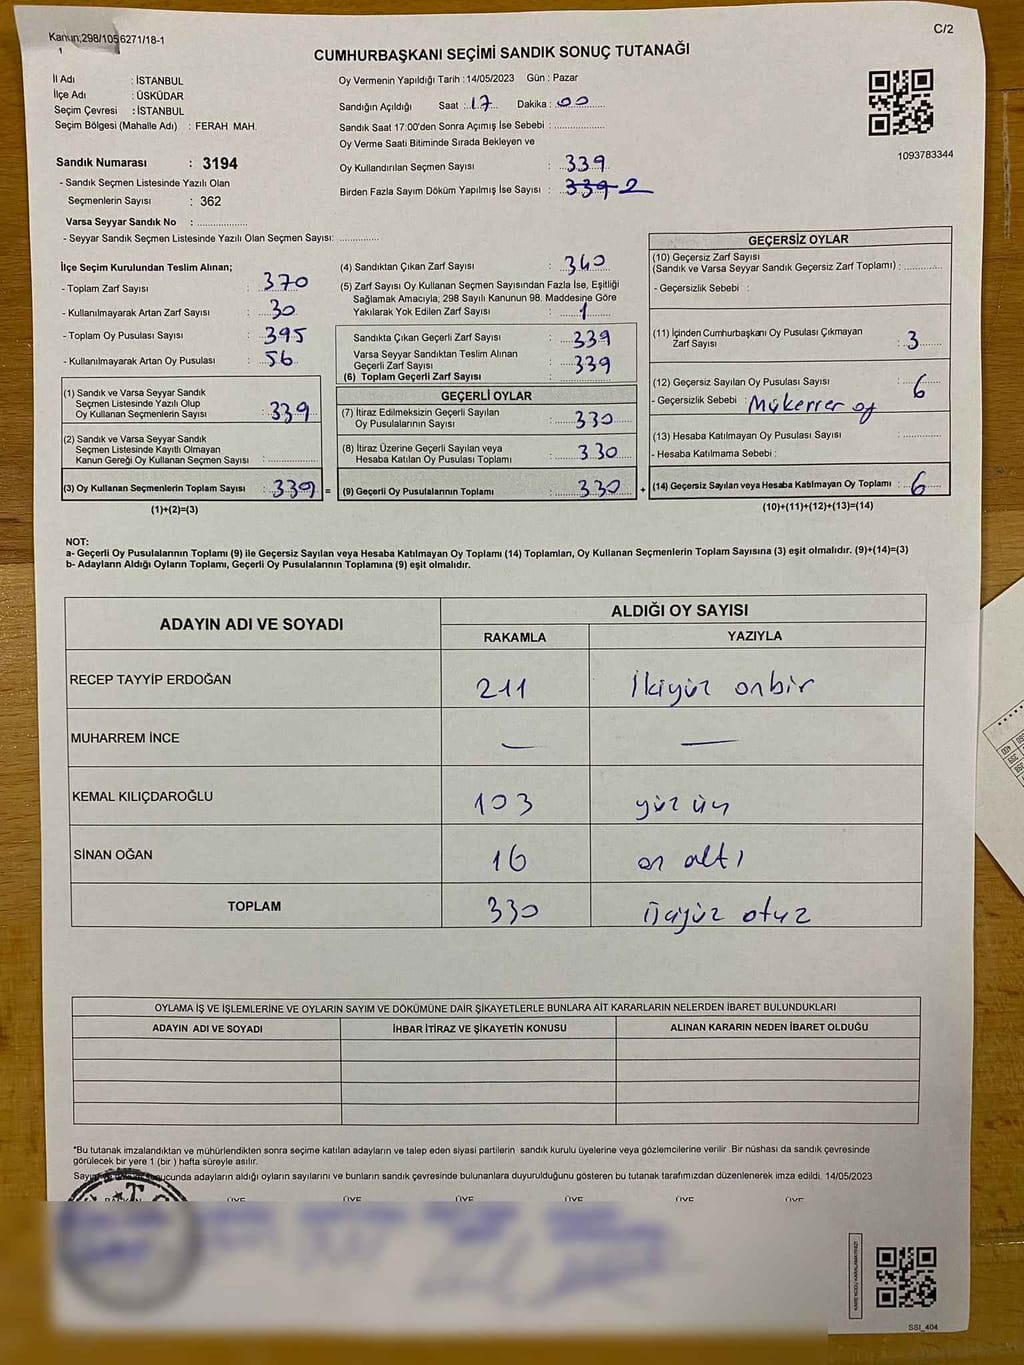 Kanun;298/1056271/18-1
1
C/2
CUMHURBAŞKANI SEÇİMİ SANDIK SONUÇ TUTANAĞI
İl Adı : İSTANBUL
İlçe Adı : ÜSKÜDAR
Seçim Çevresi : İSTANBUL
Seçim Bölgesi (Mahalle Adı) : FERAH MAH.
Sandık Numarası : 3194
- Sandık Seçmen Listesinde Yazılı Olan
Seçmenlerin Sayısı : 362
Varsa Seyyar Sandık No : ....................
- Seyyar Sandık Seçmen Listesinde Yazılı Olan Seçmen Sayısı: ...............
Oy Vermenin Yapıldığı Tarih : 14/05/2023 Gün : Pazar
Sandığın Açıldığı Saat : 17 Dakika : 00
Sandık Saat 17:00'den Sonra Açımış İse Sebebi : ....................
Oy Verme Saati Bitiminde Sırada Bekleyen ve
Oy Kullandırılan Seçmen Sayısı : 339
Birden Fazla Sayım Döküm Yapılmış İse Sayısı : 339 2
1093783344
İlçe Seçim Kurulundan Teslim Alınan;
- Toplam Zarf Sayısı : 370
- Kullanılmayarak Artan Zarf Sayısı : 30
- Toplam Oy Pusulası Sayısı : 395
- Kullanılmayarak Artan Oy Pusulası : 56
(1) Sandık ve Varsa Seyyar Sandık
Seçmen Listesinde Yazılı Olup
Oy Kullanan Seçmenlerin Sayısı : 339
(2) Sandık ve Varsa Seyyar Sandık
Seçmen Listesinde Kayıtlı Olmayan
Kanun Gereği Oy Kullanan Seçmen Sayısı : ...............
(3) Oy Kullanan Seçmenlerin Toplam Sayısı : 339 =
(1)+(2)=(3)
(4) Sandıktan Çıkan Zarf Sayısı : 340
(5) Zarf Sayısı Oy Kullanan Seçmen Sayısından Fazla İse, Eşitliği
Sağlamak Amacıyla, 298 Sayılı Kanunun 98. Maddesine Göre
Yakılarak Yok Edilen Zarf Sayısı : 1
Sandıkta Çıkan Geçerli Zarf Sayısı : 339
Varsa Seyyar Sandıktan Teslim Alınan
Geçerli Zarf Sayısı : 339
(6) Toplam Geçerli Zarf Sayısı : ...............
GEÇERLİ OYLAR
(7) İtiraz Edilmeksizin Geçerli Sayılan
Oy Pusulalarının Sayısı : 330
(8) İtiraz Üzerine Geçerli Sayılan veya
Hesaba Katılan Oy Pusulası Toplamı : 330
(9) Geçerli Oy Pusulalarının Toplamı : 330 +
GEÇERSİZ OYLAR
(10) Geçersiz Zarf Sayısı
(Sandık ve Varsa Seyyar Sandık Geçersiz Zarf Toplamı) : ............
- Geçersizlik Sebebi :
(11) İçinden Cumhurbaşkanı Oy Pusulası Çıkmayan
Zarf Sayısı : 3
(12) Geçersiz Sayılan Oy Pusulası Sayısı : 6
- Geçersizlik Sebebi : Mükerrer oy
(13) Hesaba Katılmayan Oy Pusulası Sayısı : ............
- Hesaba Katılmama Sebebi :
(14) Geçersiz Sayılan veya Hesaba Katılmayan Oy Toplamı : 6
(10)+(11)+(12)+(13)=(14)
NOT:
a- Geçerli Oy Pusulalarının Toplamı (9) ile Geçersiz Sayılan veya Hesaba Katılmayan Oy Toplamı (14) Toplamları, Oy Kullanan Seçmenlerin Toplam Sayısına (3) eşit olmalıdır. (9)+(14)=(3)
b- Adayların Aldığı Oyların Toplamı, Geçerli Oy Pusulalarının Toplamına (9) eşit olmalıdır.
ADAYIN ADI VE SOYADI
ALDIĞI OY SAYISI
RAKAMLA YAZIYLA
RECEP TAYYİP ERDOĞAN 211 İkiyüz onbir
MUHARREM İNCE — —
KEMAL KILIÇDAROĞLU 103 yüz üç
SİNAN OĞAN 16 on altı
TOPLAM 330 Üçyüz otuz
OYLAMA İŞ VE İŞLEMLERİNE VE OYLARIN SAYIM VE DÖKÜMÜNE DAİR ŞİKAYETLERLE BUNLARA AİT KARARLARIN NELERDEN İBARET BULUNDUKLARI
ADAYIN ADI VE SOYADI İHBAR İTİRAZ VE ŞİKAYETİN KONUSU ALINAN KARARIN NEDEN İBARET OLDUĞU
*Bu tutanak imzalandıktan ve mühürlendikten sonra seçime katılan adayların ve talep eden siyasi partilerin sandık kurulu üyelerine veya gözlemcilerine verilir. Bir nüshası da sandık çevresinde
görülecek bir yere 1 (bir ) hafta süreyle asılır.
ucunda adayların aldığı oyların sayılarını ve bunların sandık çevresinde bulunanlara duyurulduğunu gösteren bu tutanak tarafımızdan düzenlenerek imza edildi. 14/05/2023
BAŞKAN ÜYE ÜYE ÜYE ÜYE ÜYE ÜYE
T.C.
SSI_404